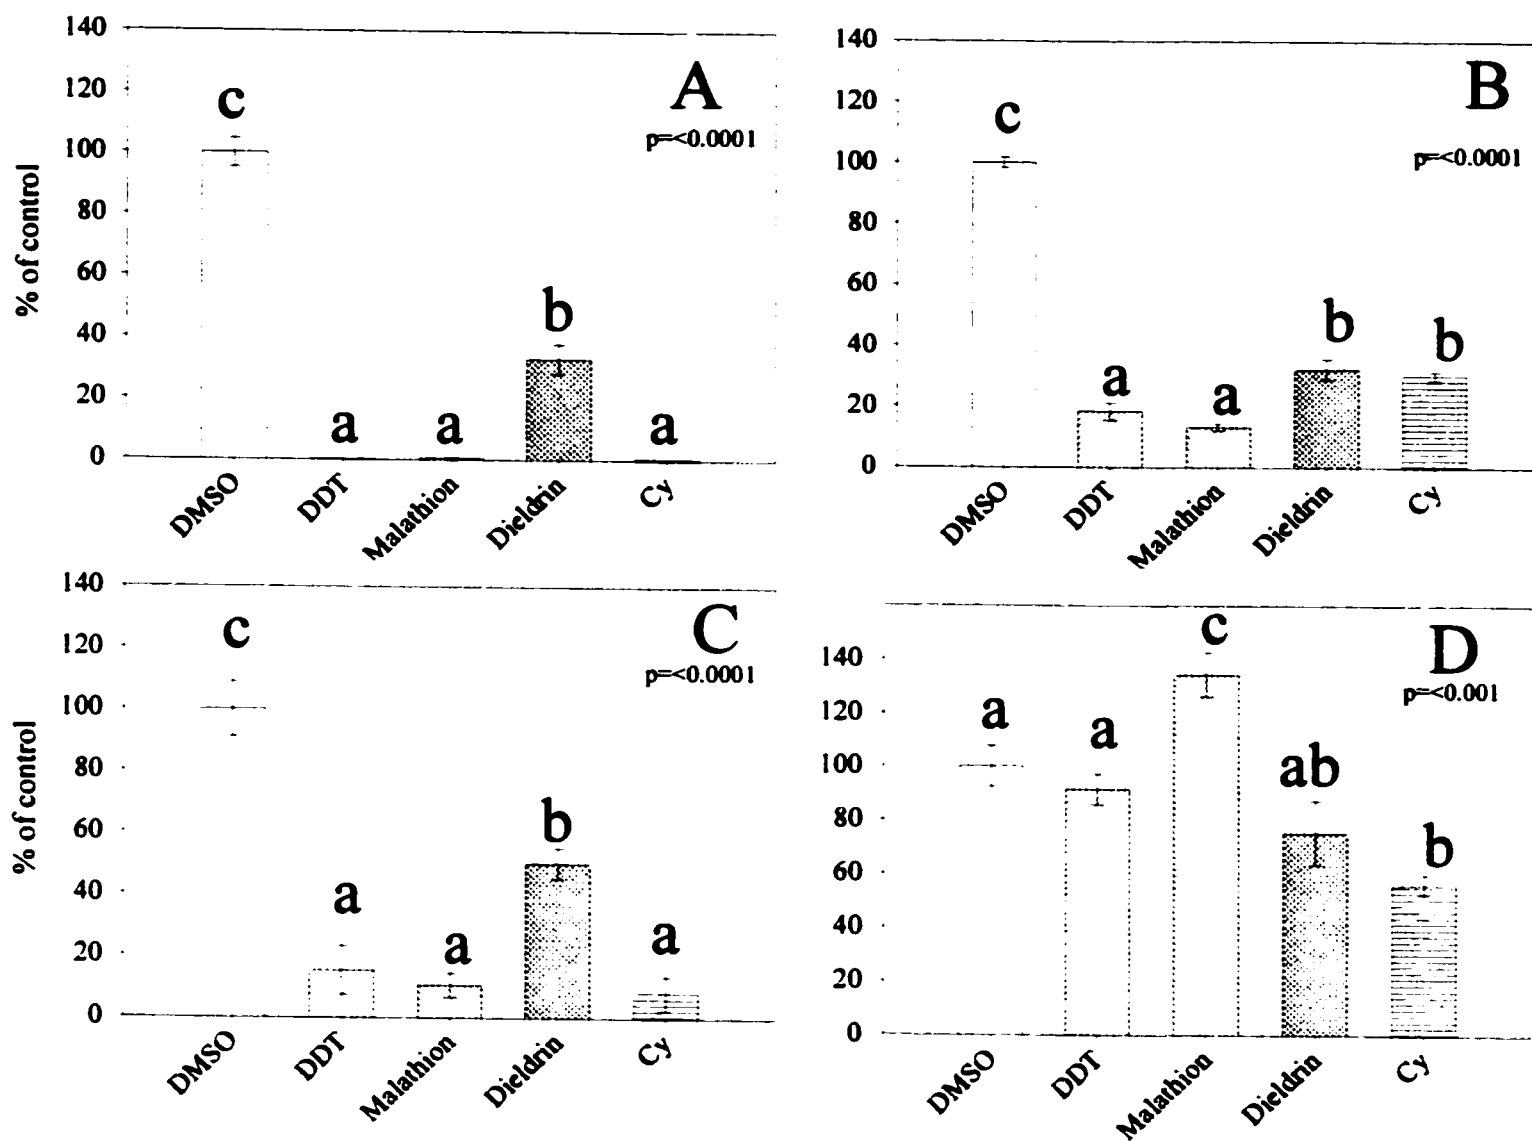 140
120
100
80
60
40
20
0
% of control
A
p=<0.0001
c
a
a
b
a
DMSO
DDT
Malathion
Dieldrin
Cy
140
120
100
80
60
40
20
0
B
p=<0.0001
c
a
a
b
b
DMSO
DDT
Malathion
Dieldrin
Cy
140
120
100
80
60
40
20
0
% of control
C
p=<0.0001
c
a
a
b
a
DMSO
DDT
Malathion
Dieldrin
Cy
140
120
100
80
60
40
20
0
D
p=<0.001
a
a
c
ab
b
DMSO
DDT
Malathion
Dieldrin
Cy